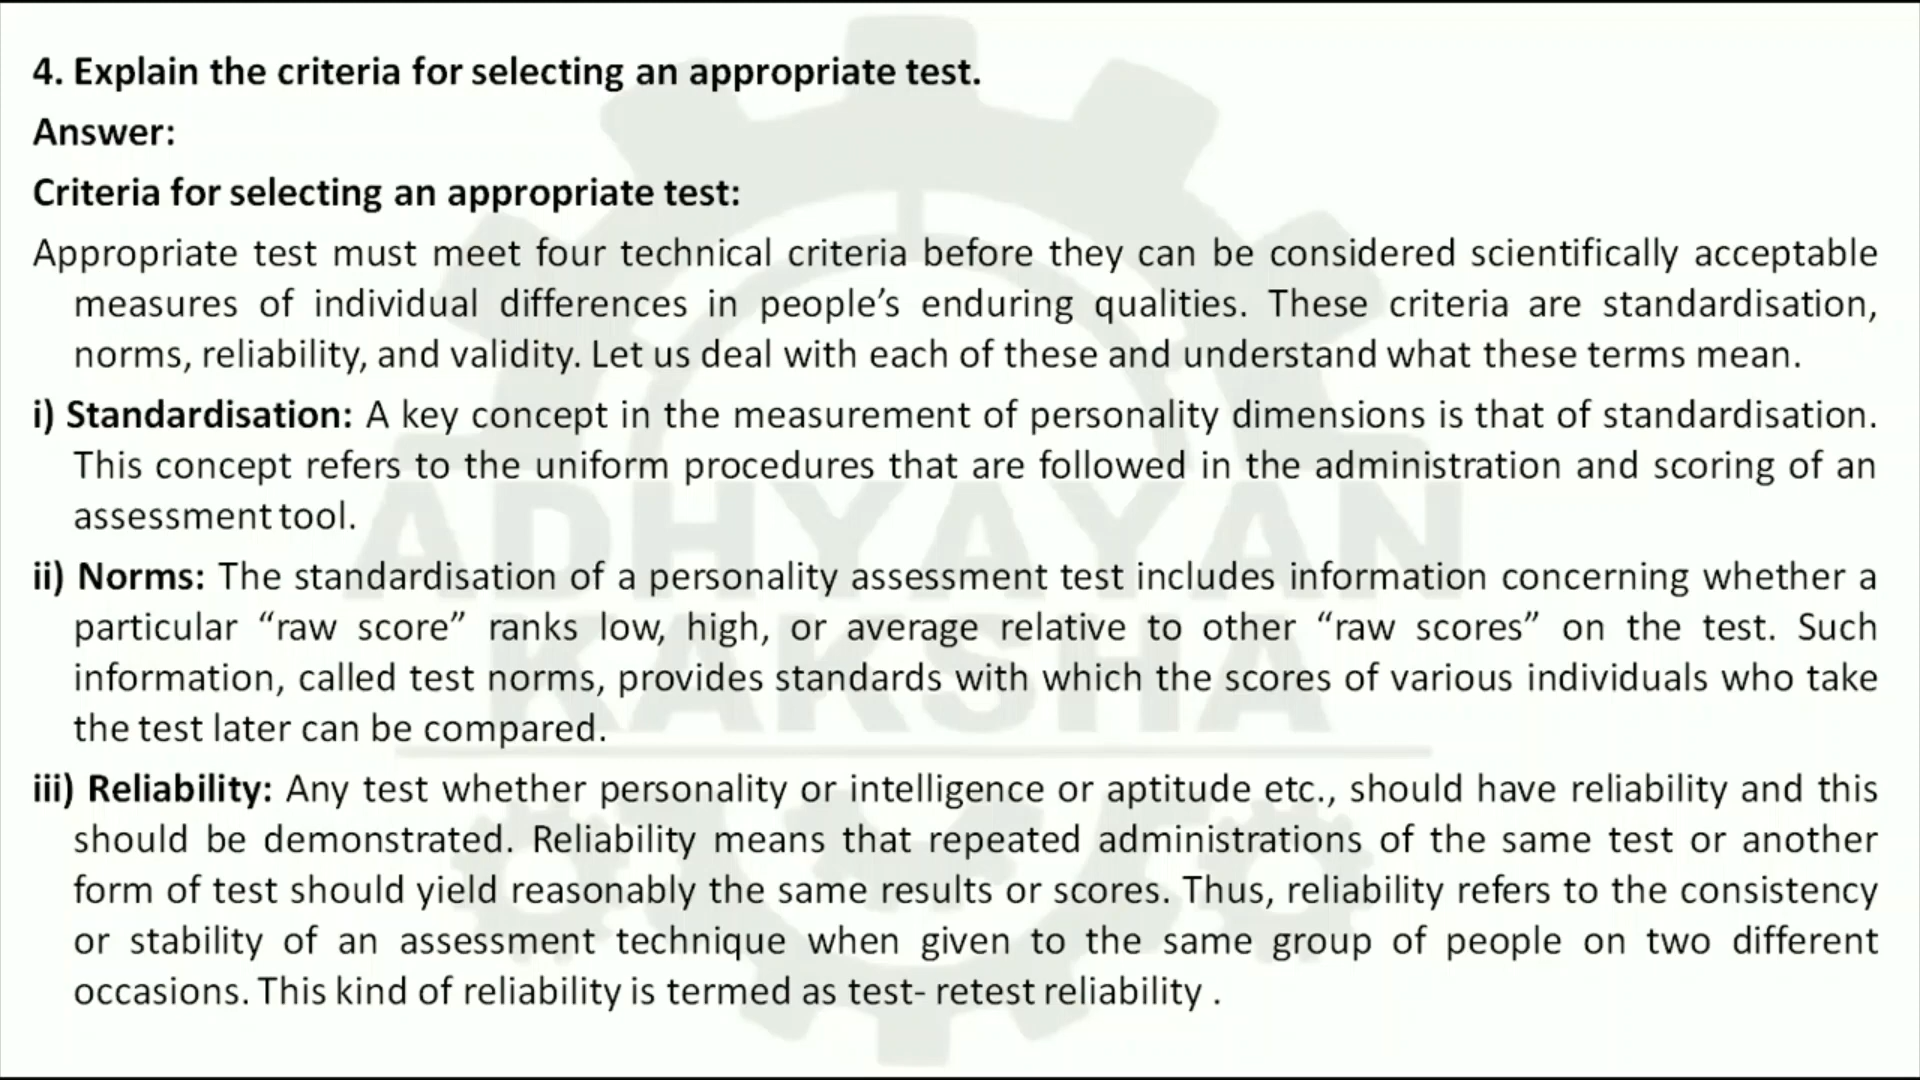 4. Explain the criteria for selecting an appropriate test.
Answer:
Criteria for selecting an appropriate test:
Appropriate test must meet four technical criteria before they can be considered scientifically acceptable
measures of individual differences in people’s enduring qualities. These criteria are standardisation,
norms, reliability, and validity. Let us deal with each of these and understand what these terms mean.
i) Standardisation: A key concept in the measurement of personality dimensions is that of standardisation.
This concept refers to the uniform procedures that are followed in the administration and scoring of an
assessment tool.
ii) Norms: The standardisation of a personality assessment test includes information concerning whether a
particular “raw score” ranks low, high, or average relative to other “raw scores” on the test. Such
information, called test norms, provides standards with which the scores of various individuals who take
the test later can be compared.
iii) Reliability: Any test whether personality or intelligence or aptitude etc., should have reliability and this
should be demonstrated. Reliability means that repeated administrations of the same test or another
form of test should yield reasonably the same results or scores. Thus, reliability refers to the consistency
or stability of an assessment technique when given to the same group of people on two different
occasions. This kind of reliability is termed as test- retest reliability .
ADHYAYAN
KAKSHA